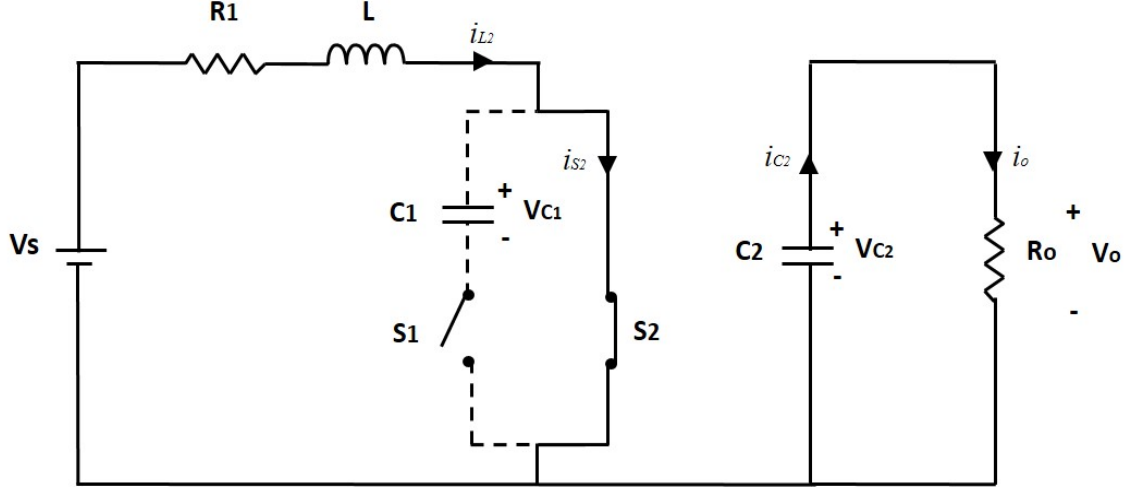 R1
L
iL2
Vs
C1
+
VC1
-
iS2
S1
S2
iC2
C2
+
VC2
-
io
Ro
+
Vo
-